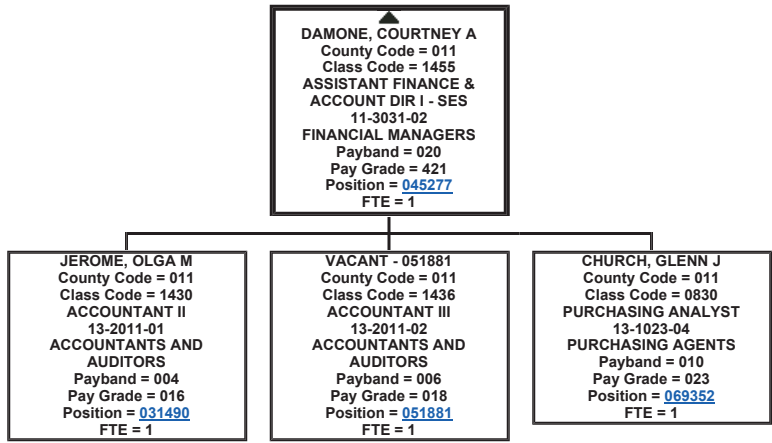 DAMONE, COURTNEY A
County Code = 011
Class Code = 1455
ASSISTANT FINANCE &
ACCOUNT DIR I - SES
11-3031-02
FINANCIAL MANAGERS
Payband = 020
Pay Grade = 421
Position = 045277
FTE = 1
JEROME, OLGA M
County Code = 011
Class Code = 1430
ACCOUNTANT II
13-2011-01
ACCOUNTANTS AND
AUDITORS
Payband = 004
Pay Grade = 016
Position = 031490
FTE = 1
VACANT - 051881
County Code = 011
Class Code = 1436
ACCOUNTANT III
13-2011-02
ACCOUNTANTS AND
AUDITORS
Payband = 006
Pay Grade = 018
Position = 051881
FTE = 1
CHURCH, GLENN J
County Code = 011
Class Code = 0830
PURCHASING ANALYST
13-1023-04
PURCHASING AGENTS
Payband = 010
Pay Grade = 023
Position = 069352
FTE = 1